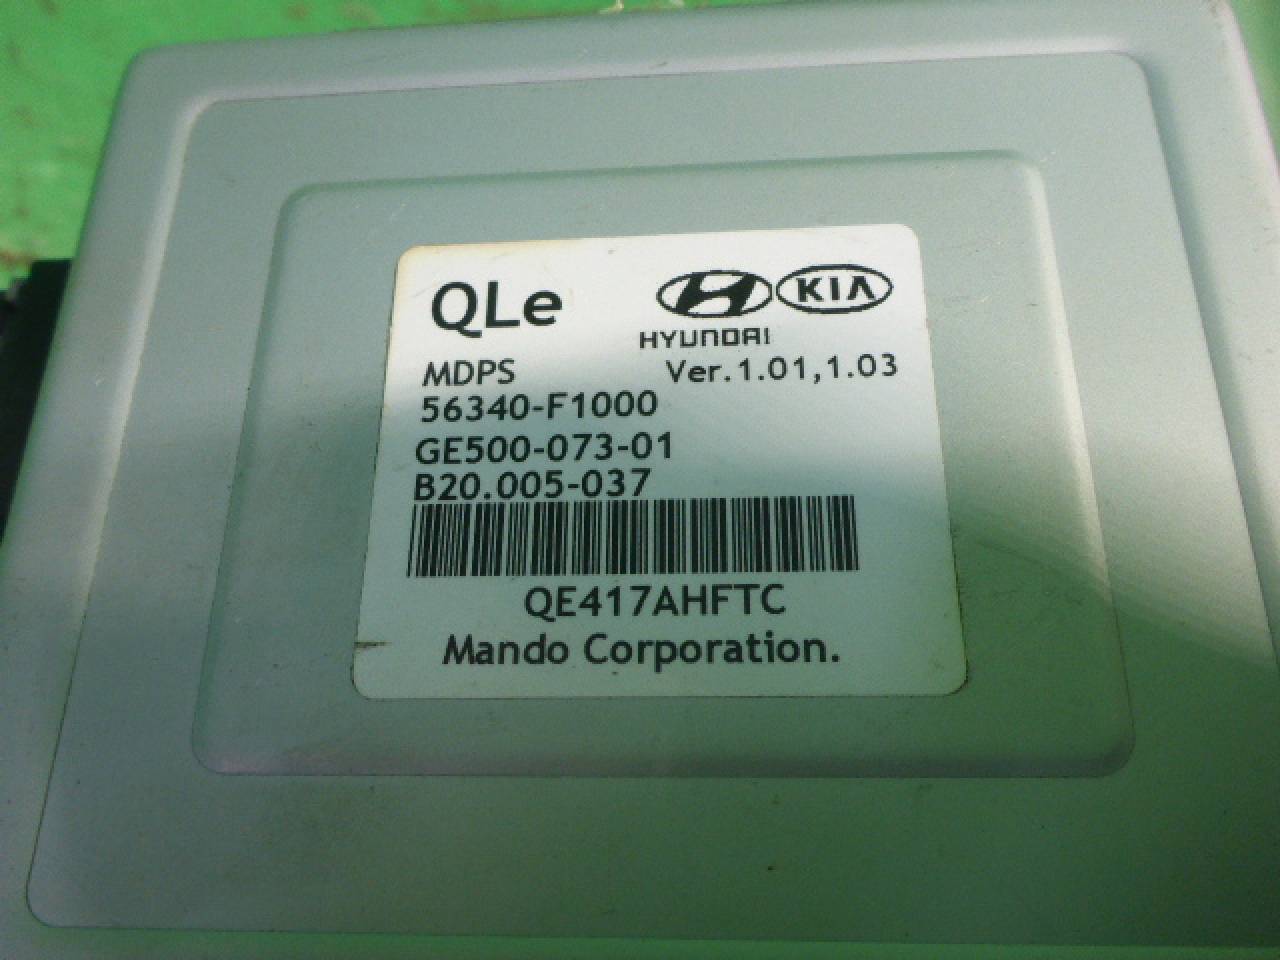 QLe
KIA
HYUNDAI
MDPS Ver.1.01,1.03
56340-F1000
GE500-073-01
B20.005-037
QE417AHFTC
Mando Corporation.